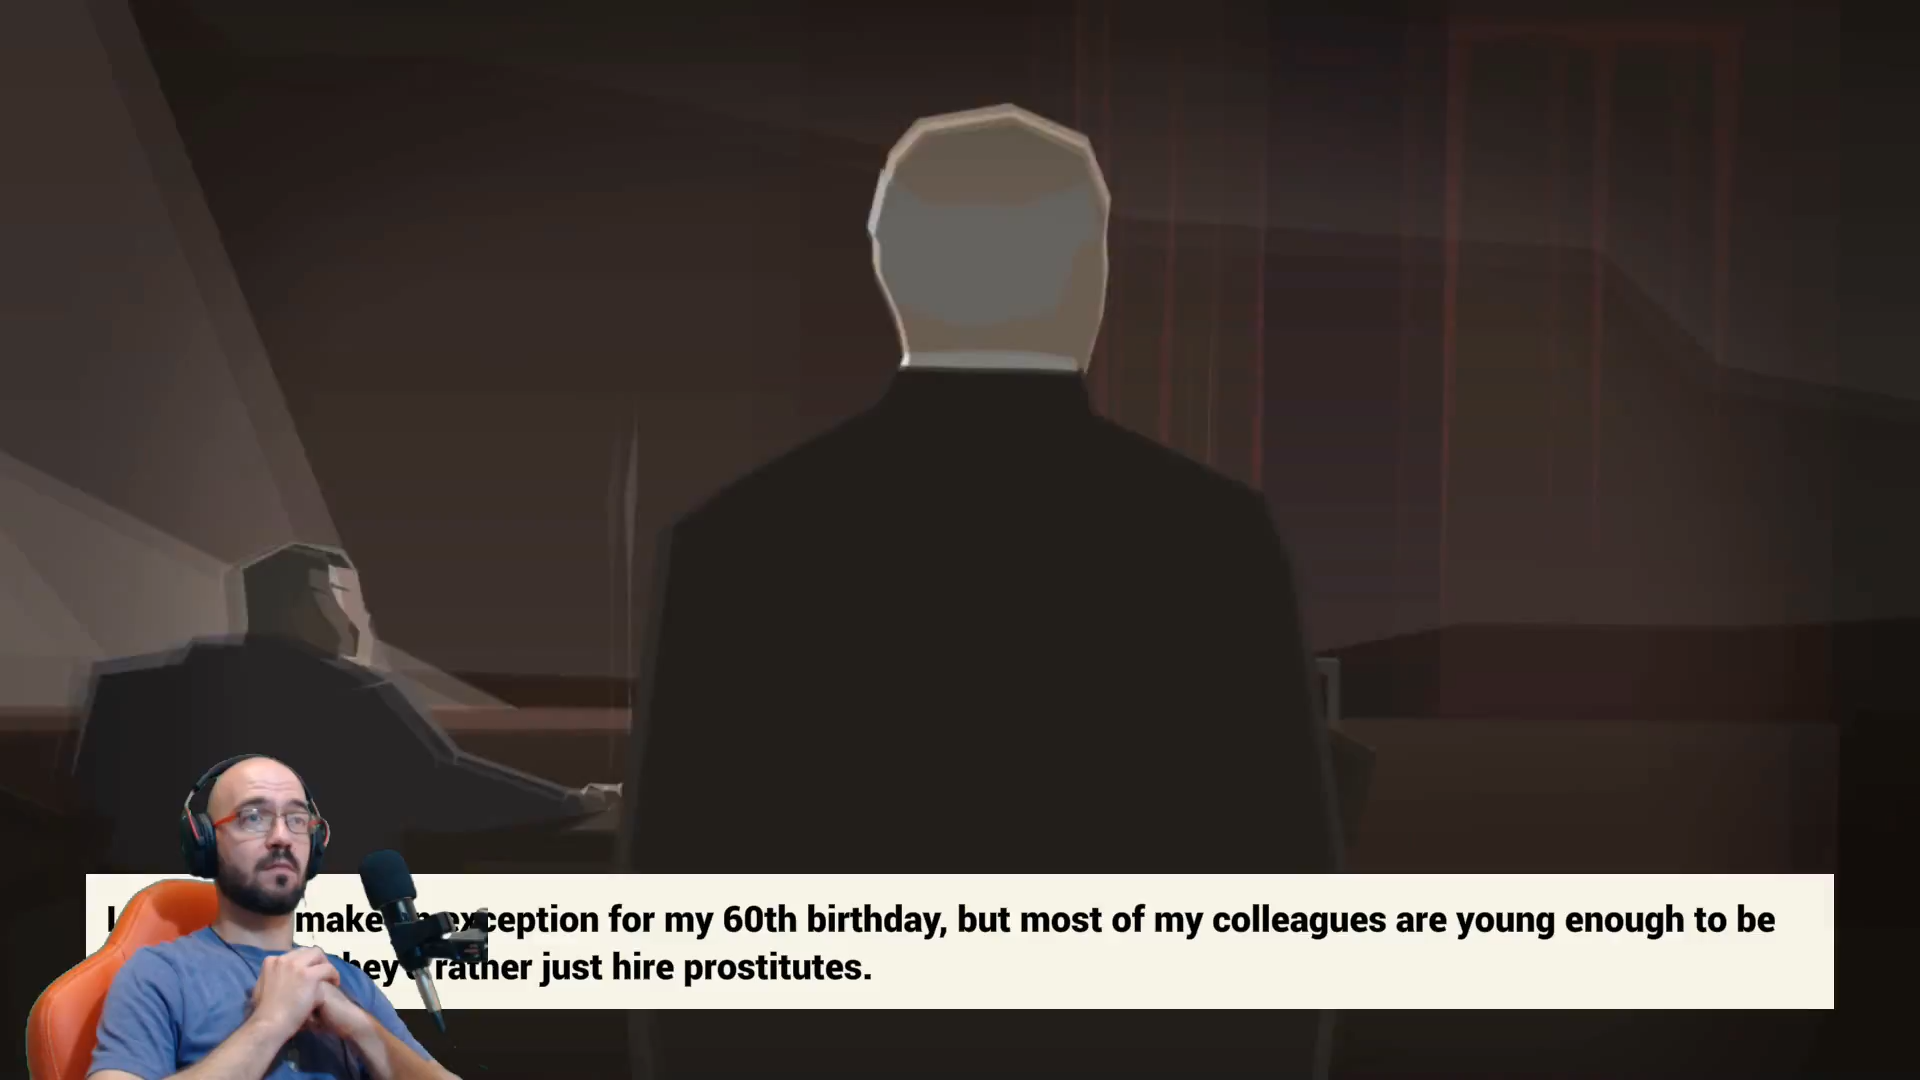 make exception for my 60th birthday, but most of my colleagues are young enough to be
rather just hire prostitutes.